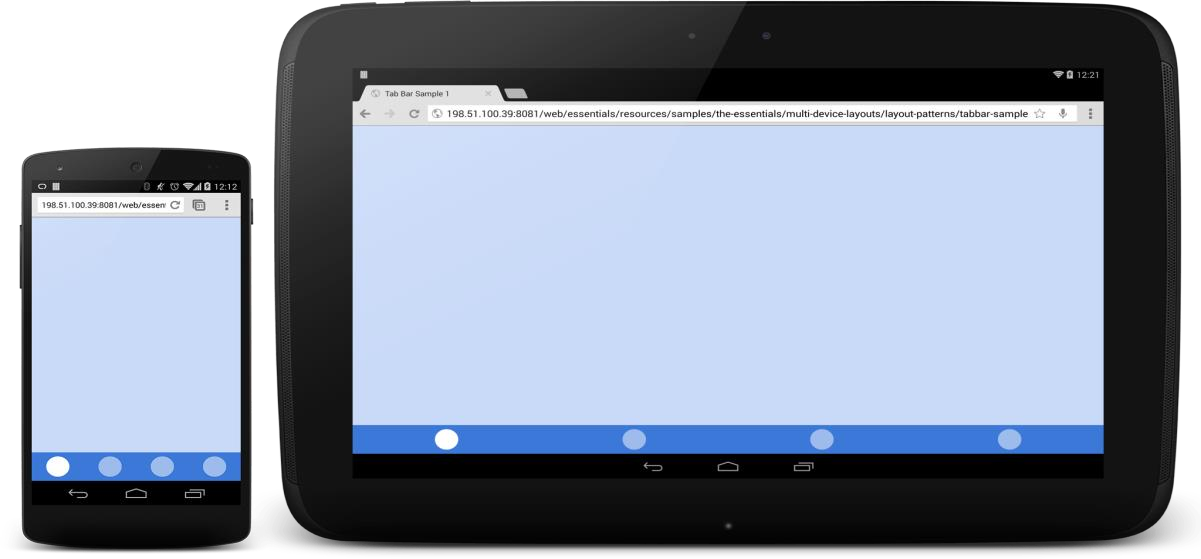 12:12
198.51.100.39:8081/web/essen
31
12:21
Tab Bar Sample 1
198.51.100.39:8081/web/essentials/resources/samples/the-essentials/multi-device-layouts/layout-patterns/tabbar-sample